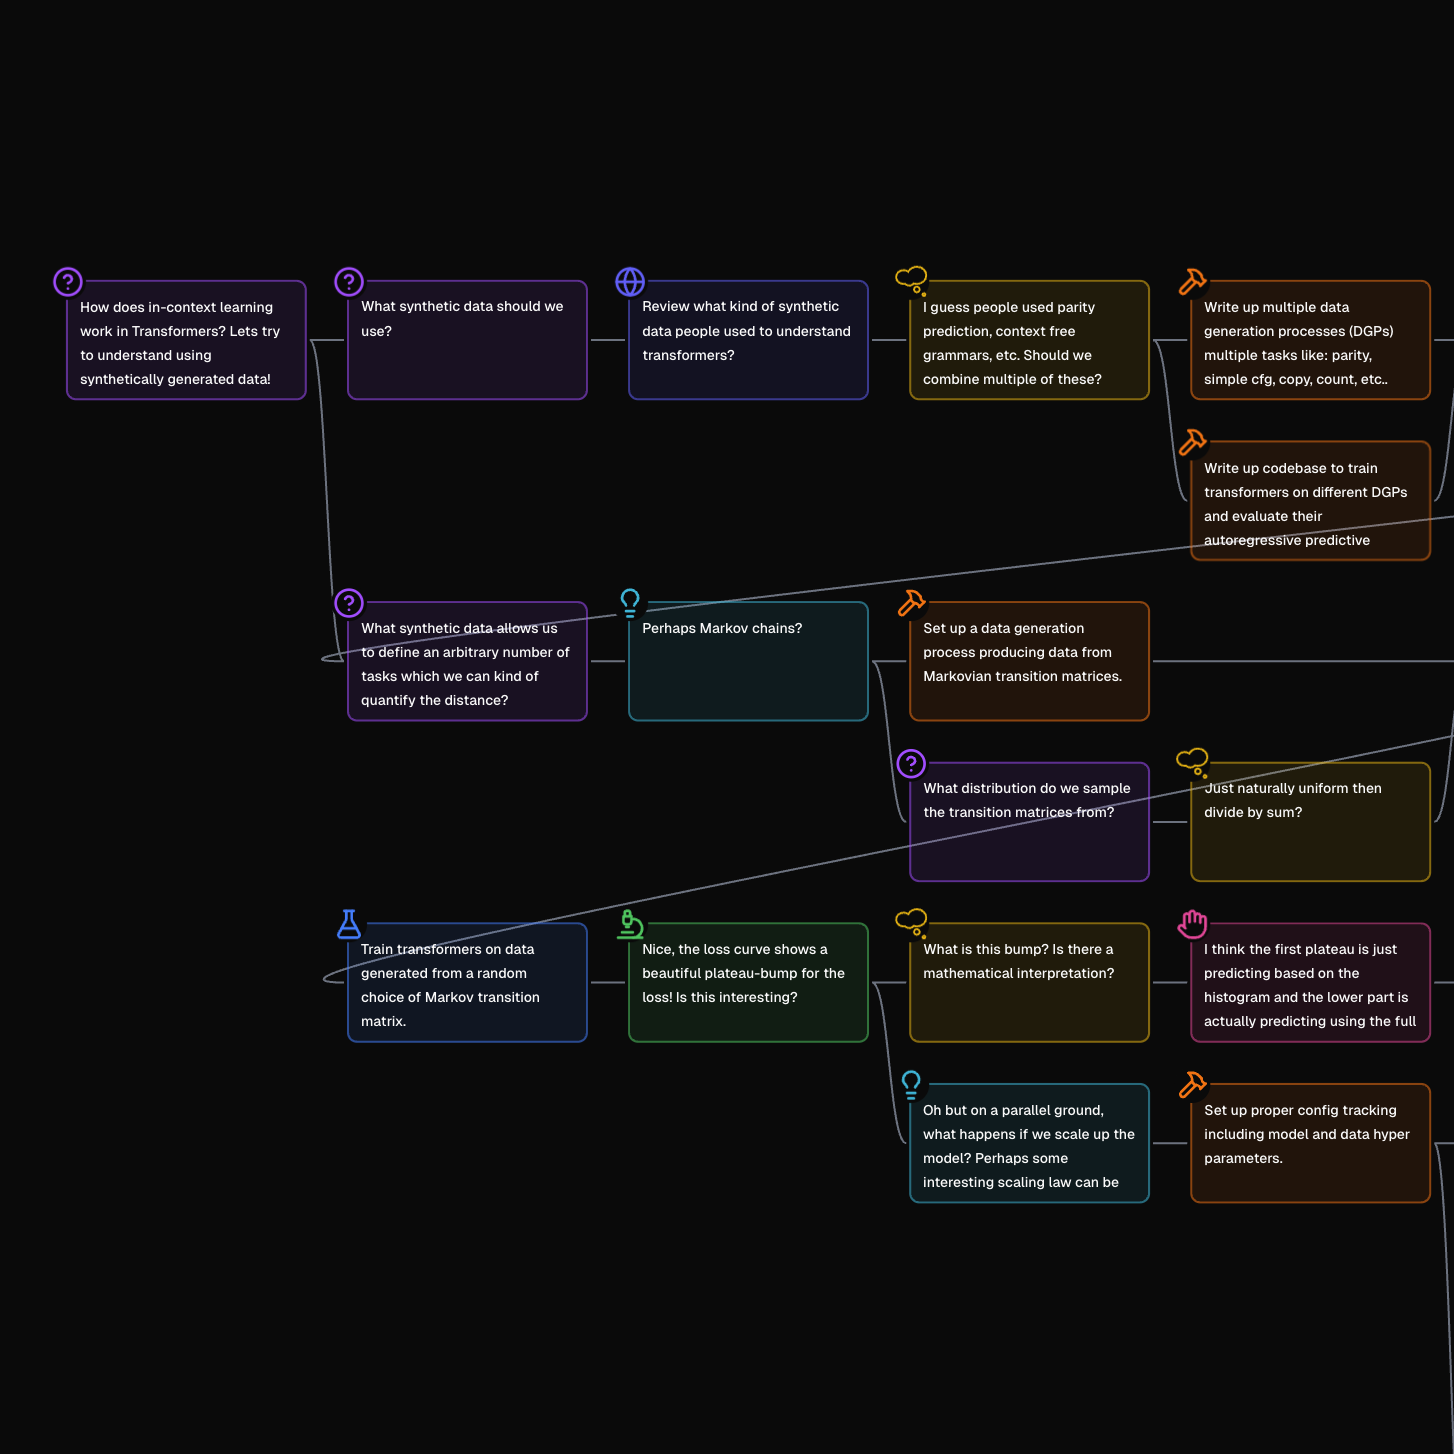 How does in-context learning
work in Transformers? Lets try
to understand using
synthetically generated data!
What synthetic data should we
use?
Review what kind of synthetic
data people used to understand
transformers?
I guess people used parity
prediction, context free
grammars, etc. Should we
combine multiple of these?
Write up multiple data
generation processes (DGPs)
multiple tasks like: parity,
simple cfg, copy, count, etc..
Write up codebase to train
transformers on different DGPs
and evaluate their
autoregressive predictive
What synthetic data allows us
to define an arbitrary number of
tasks which we can kind of
quantify the distance?
Perhaps Markov chains?
Set up a data generation
process producing data from
Markovian transition matrices.
What distribution do we sample
the transition matrices from?
Just naturally uniform then
divide by sum?
Train transformers on data
generated from a random
choice of Markov transition
matrix.
Nice, the loss curve shows a
beautiful plateau-bump for the
loss! Is this interesting?
What is this bump? Is there a
mathematical interpretation?
I think the first plateau is just
predicting based on the
histogram and the lower part is
actually predicting using the full
Oh but on a parallel ground,
what happens if we scale up the
model? Perhaps some
interesting scaling law can be
Set up proper config tracking
including model and data hyper
parameters.